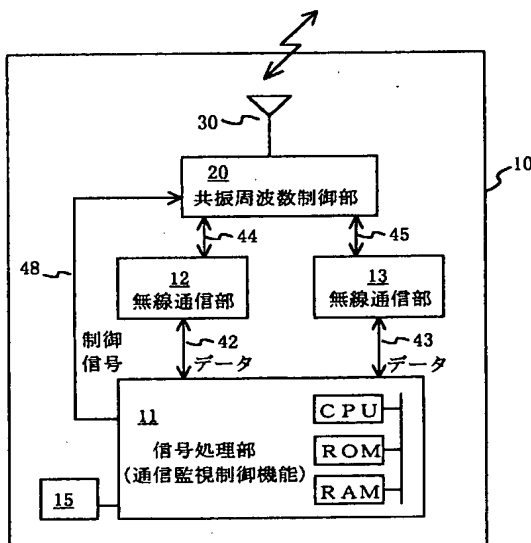 30
10
20
共振周波数制御部
44
45
48
12
無線通信部
13
無線通信部
制御
信号
42
データ
43
データ
11
信号処理部
(通信監視制御機能)
CPU
ROM
RAM
15